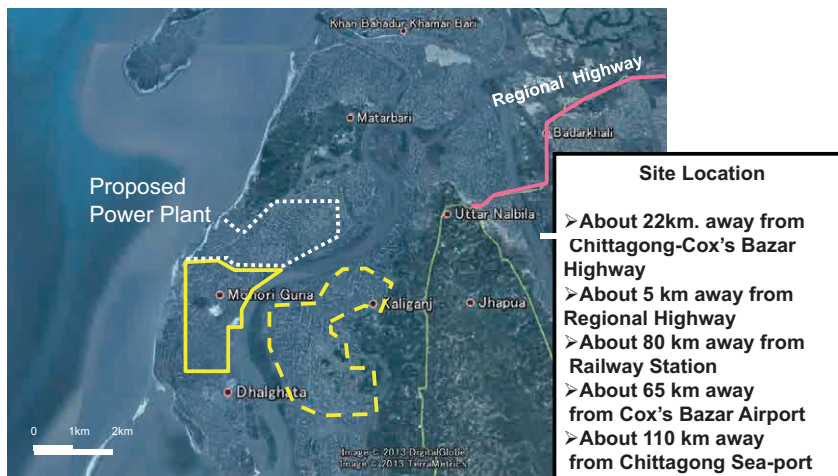 Khan Bahadur Khamar Bari
Regional Highway
Matarbari
Badarkhali
Proposed
Power Plant
Uttar Nalbila
Mohori Guna
Kaliganj
Jhapua
Dhalghata
0 1km 2km
Image © 2013 DigitalGlobe
Image © 2013 TerraMetrics
Site Location
➢About 22km. away from
Chittagong-Cox's Bazar
Highway
➢About 5 km away from
Regional Highway
➢About 80 km away from
Railway Station
➢About 65 km away
from Cox's Bazar Airport
➢About 110 km away
from Chittagong Sea-port